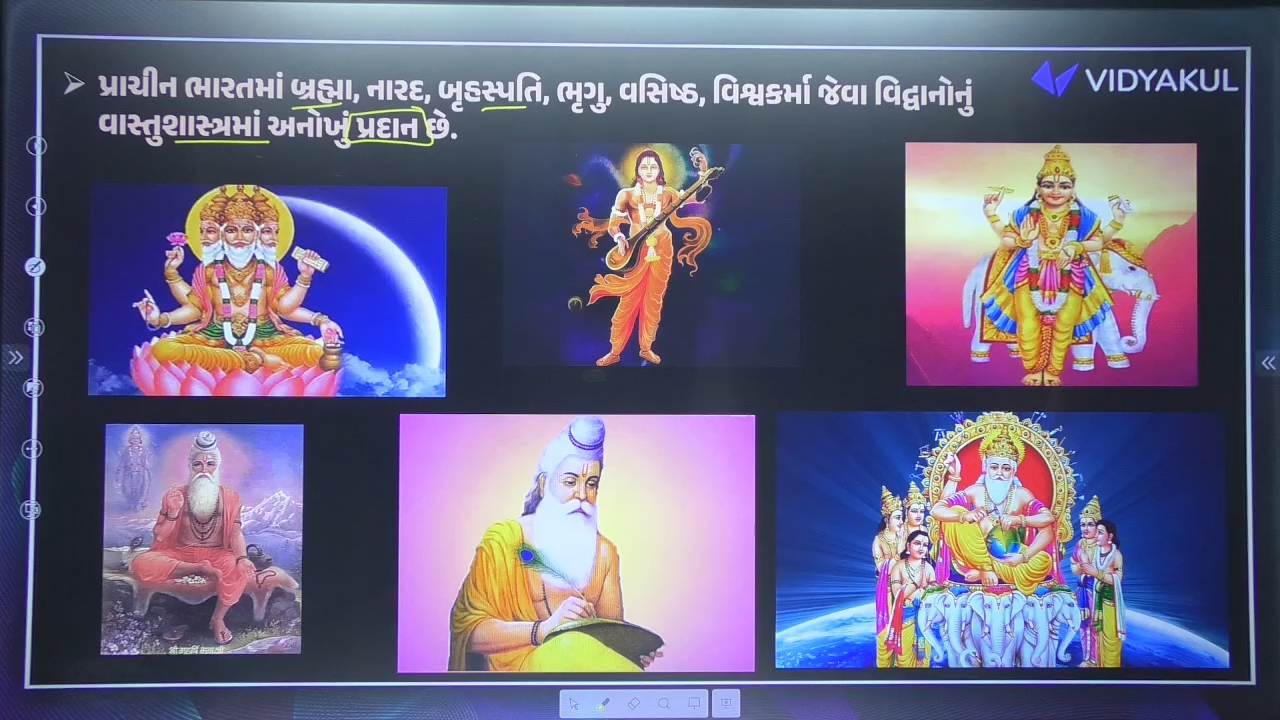 ➢ પ્રાચીન ભારતમાં બ્રહ્મા, નારદ, બૃહસ્પતિ, ભૃગુ, વસિષ્ઠ, વિશ્વકર્મા જેવા વિદ્વાનોનું
વાસ્તુશાસ્ત્રમાં અનોખું પ્રદાન છે.
VIDYAKUL